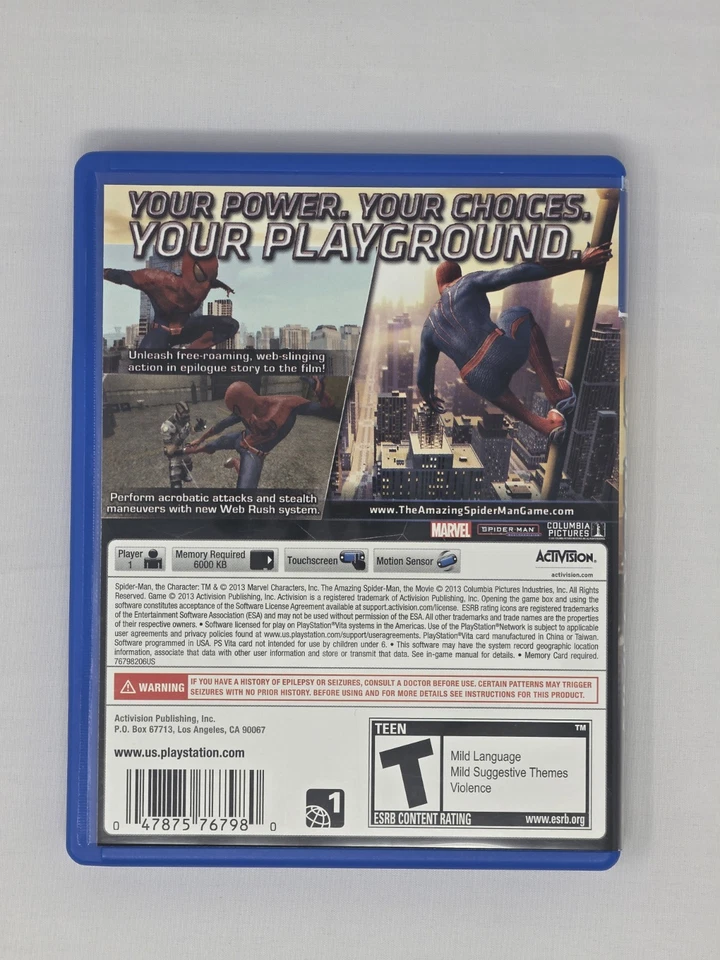 YOUR POWER. YOUR CHOICES.
YOUR PLAYGROUND.
Unleash free-roaming, web-slinging
action in epilogue story to the film!
Perform acrobatic attacks and stealth
maneuvers with new Web Rush system.
www.TheAmazingSpiderManGame.com
MARVEL SPIDER-MAN COLUMBIA
PICTURES
Player
1
Memory Required
6000 KB
Touchscreen
Motion Sensor
ACTIVISION.
activision.com
Spider-Man, the Character: TM & © 2013 Marvel Characters, Inc. The Amazing Spider-Man, the Movie © 2013 Columbia Pictures Industries, Inc. All Rights
Reserved. Game © 2013 Activision Publishing, Inc. Activision is a registered trademark of Activision Publishing, Inc. Opening the game box and using the
software constitutes acceptance of the Software License Agreement available at support.activision.com/license. ESRB rating icons are registered trademarks
of the Entertainment Software Association (ESA) and may not be used without permission of the ESA. All other trademarks and trade names are the properties
of their respective owners. • Software licensed for play on PlayStation®Vita systems in the Americas. Use of the PlayStation®Network is subject to applicable
user agreements and privacy policies found at www.us.playstation.com/support/useragreements. PlayStation®Vita card manufactured in China or Taiwan.
Software programmed in USA. PS Vita card not intended for use by children under 6. • This software may have the system record geographic location
information, associate that data with other user information and store or transmit that data. See in-game manual for details. • Memory Card required.
76798206US
WARNING
IF YOU HAVE A HISTORY OF EPILEPSY OR SEIZURES, CONSULT A DOCTOR BEFORE USE. CERTAIN PATTERNS MAY TRIGGER
SEIZURES WITH NO PRIOR HISTORY. BEFORE USING AND FOR MORE DETAILS SEE INSTRUCTIONS FOR THIS PRODUCT.
Activision Publishing, Inc.
P.O. Box 67713, Los Angeles, CA 90067
www.us.playstation.com
0 47875 76798 0
1
TEEN TM
T
Mild Language
Mild Suggestive Themes
Violence
ESRB CONTENT RATING www.esrb.org